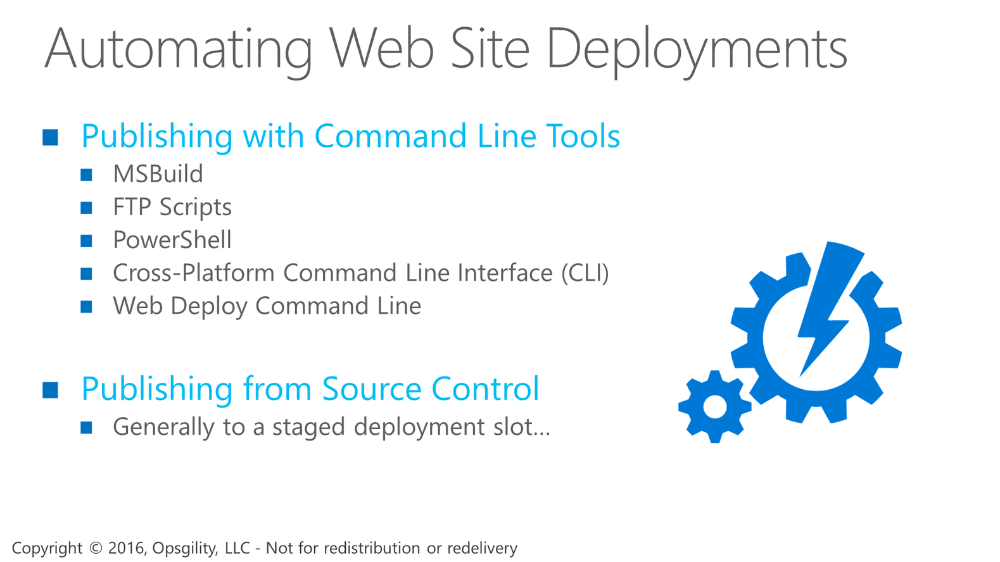 Automating Web Site Deployments
Publishing with Command Line Tools
MSBuild
FTP Scripts
PowerShell
Cross-Platform Command Line Interface (CLI)
Web Deploy Command Line
Publishing from Source Control
Generally to a staged deployment slot...
Copyright © 2016, Opsgility, LLC - Not for redistribution or redelivery